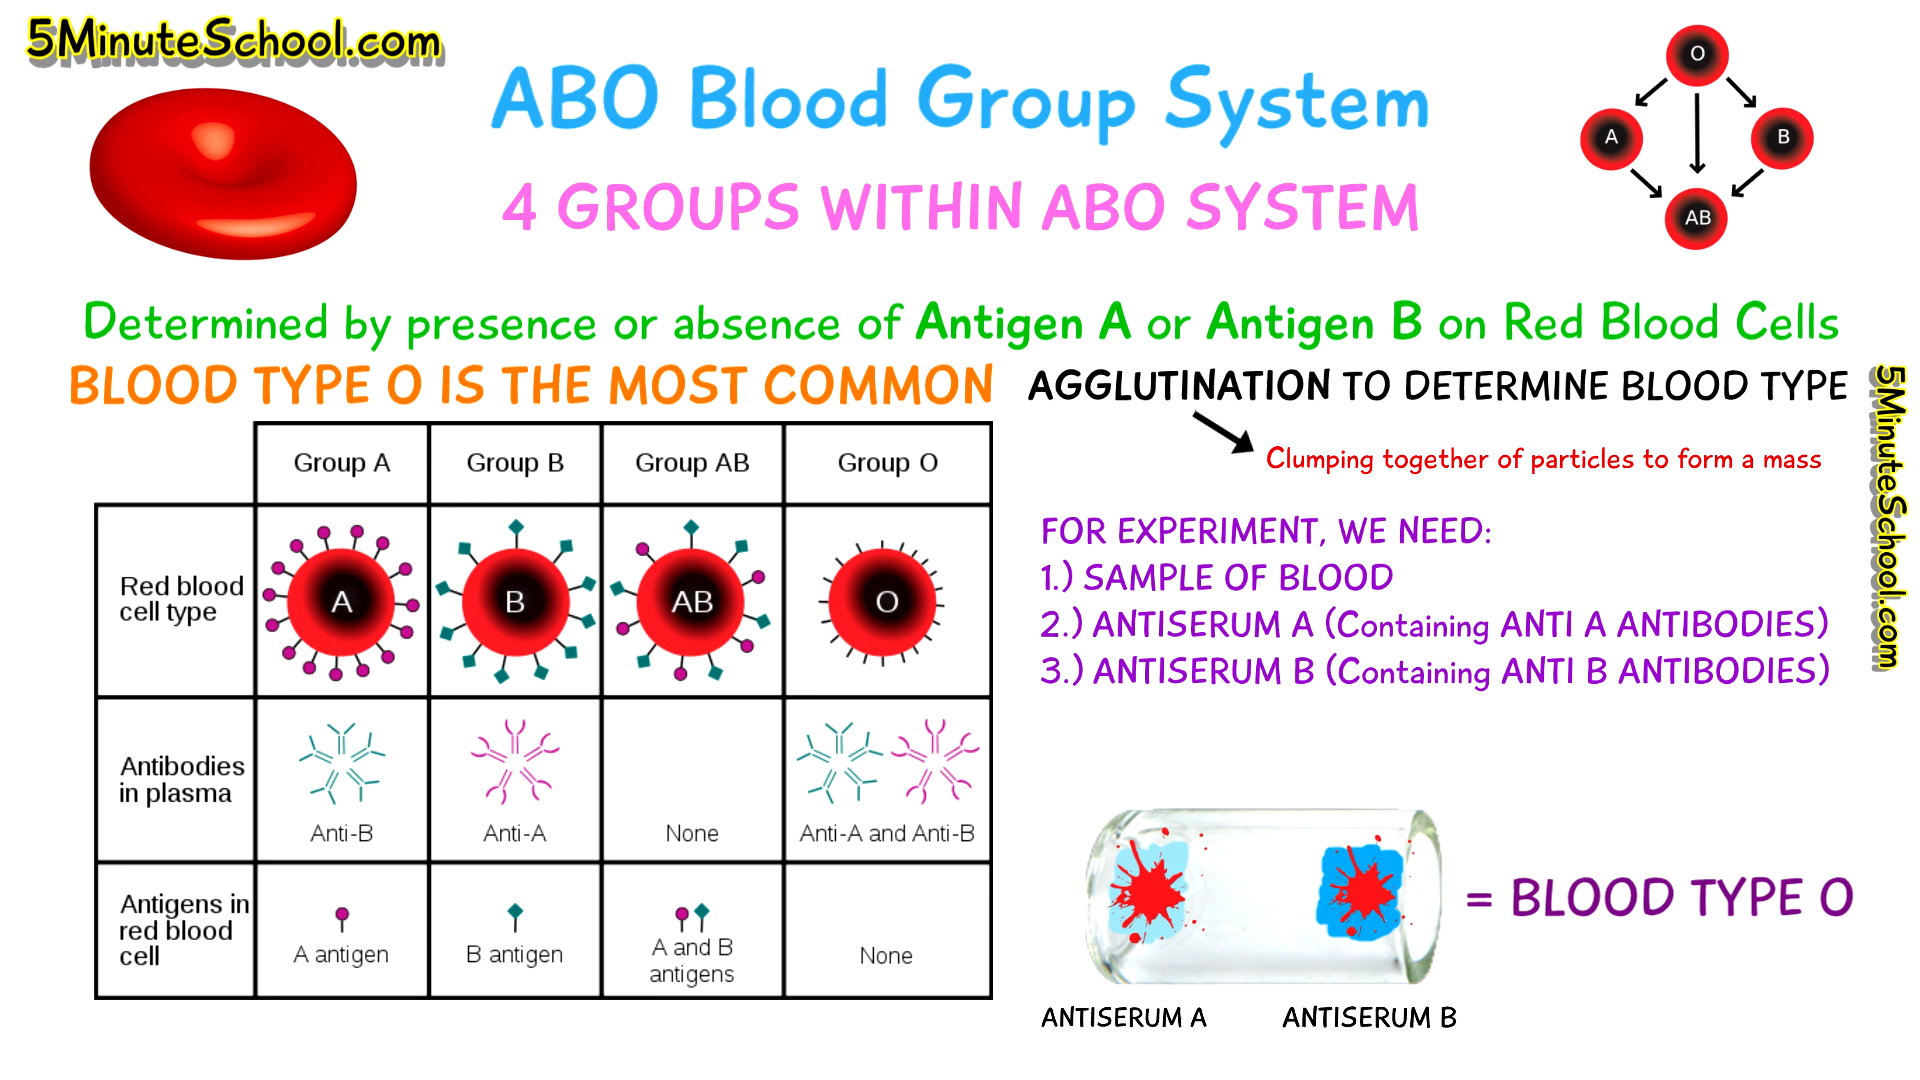 5MinuteSchool.com
ABO Blood Group System
4 GROUPS WITHIN ABO SYSTEM
O
A
B
AB
Determined by presence or absence of Antigen A or Antigen B on Red Blood Cells
BLOOD TYPE O IS THE MOST COMMON
Group A
Group B
Group AB
Group O
Red blood
cell type
A
B
AB
O
Antibodies
in plasma
Anti-B
Anti-A
None
Anti-A and Anti-B
Antigens in
red blood
cell
A antigen
B antigen
A and B
antigens
None
AGGLUTINATION TO DETERMINE BLOOD TYPE
Clumping together of particles to form a mass
FOR EXPERIMENT, WE NEED:
1.) SAMPLE OF BLOOD
2.) ANTISERUM A (Containing ANTI A ANTIBODIES)
3.) ANTISERUM B (Containing ANTI B ANTIBODIES)
= BLOOD TYPE O
ANTISERUM A
ANTISERUM B
5MinuteSchool.com